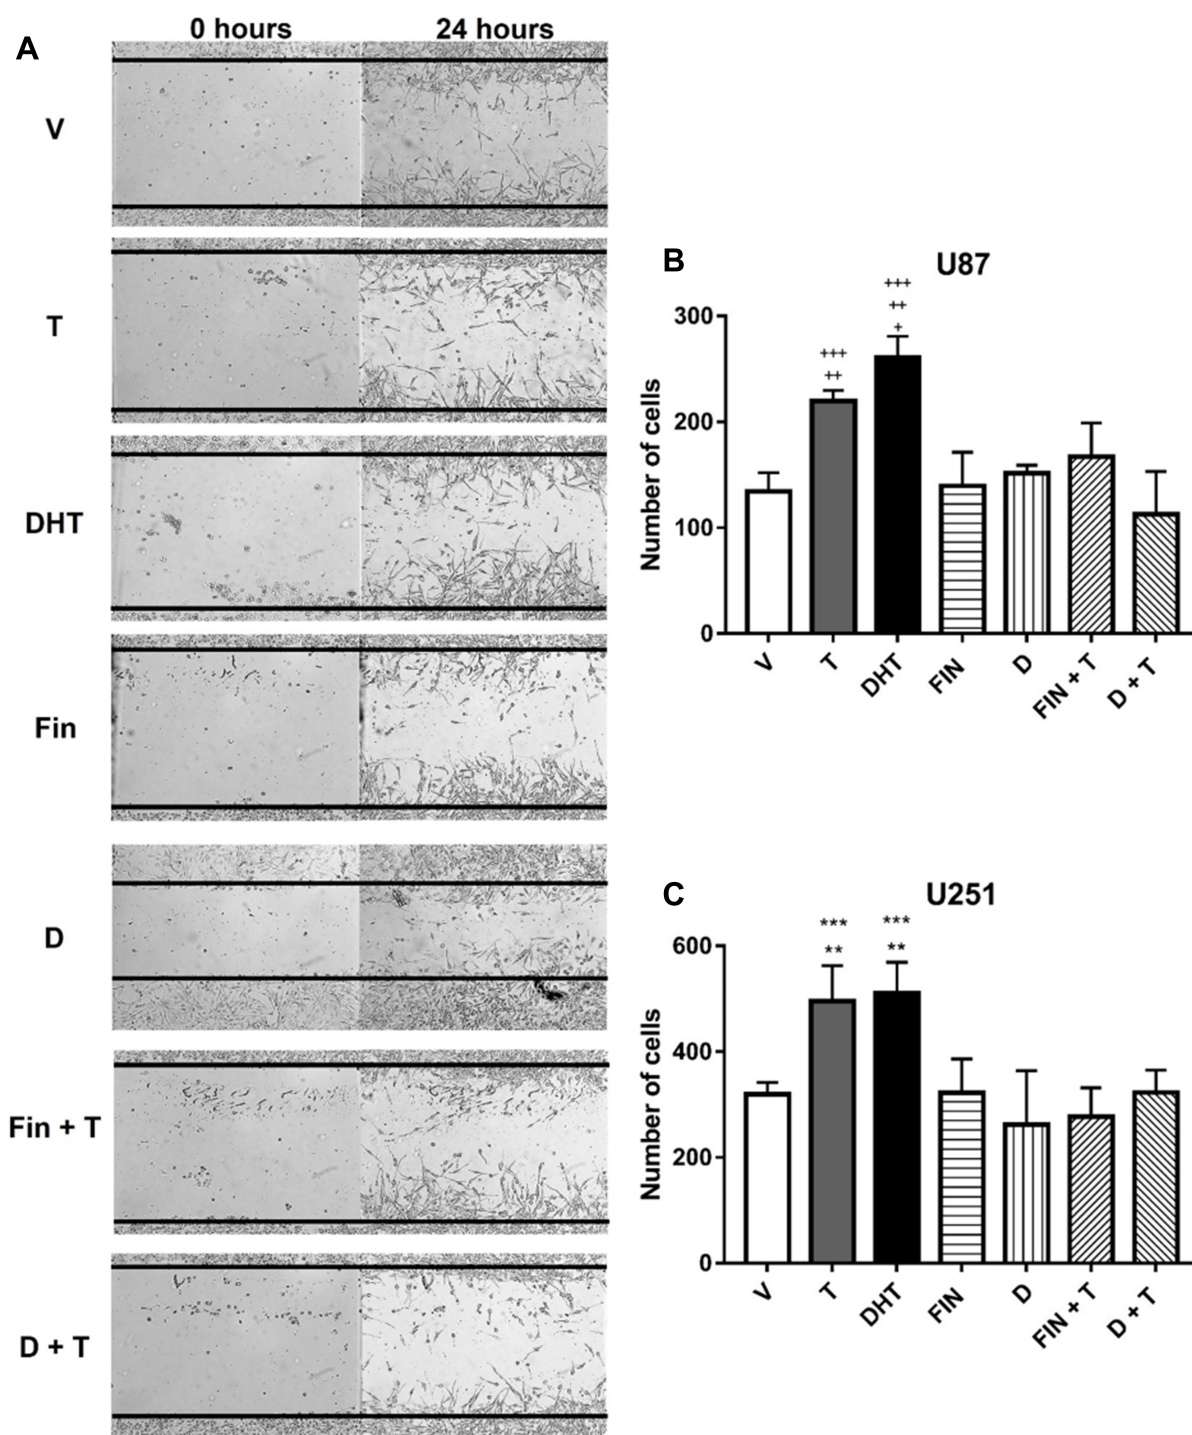 A
0 hours 24 hours
V
T
DHT
Fin
D
Fin + T
D + T
B
U87
Number of cells
300
200
100
0
+++
++
+++
++
+
V T DHT FIN D FIN + T D + T
C
U251
Number of cells
600
400
200
0
***
**
***
**
V T DHT FIN D FIN + T D + T